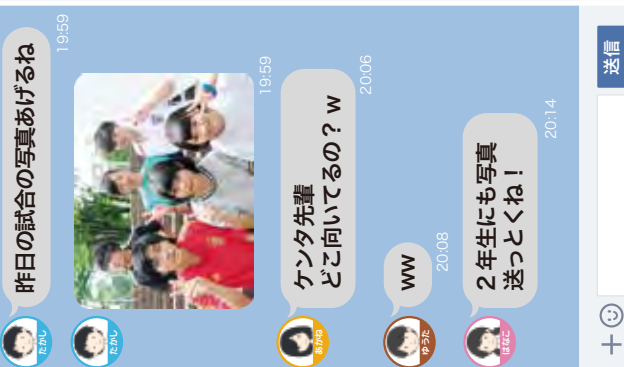 昨日の試合の写真あげるね
19:59
たかし
19:59
たかし
ケンタ先輩
どこ向いてるの？ w
20:06
あかね
ww
20:08
ゆうた
２年生にも写真
送っとくね！
20:14
はなこ
送信